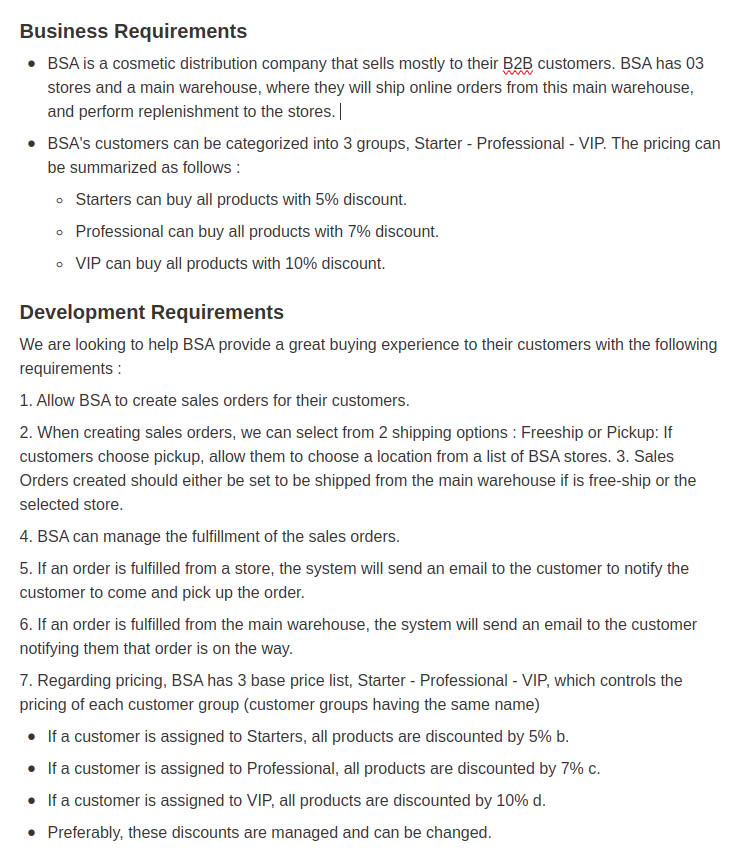 Business Requirements
• BSA is a cosmetic distribution company that sells mostly to their B2B customers. BSA has 03
stores and a main warehouse, where they will ship online orders from this main warehouse,
and perform replenishment to the stores.
• BSA's customers can be categorized into 3 groups, Starter - Professional - VIP. The pricing can
be summarized as follows :
◦ Starters can buy all products with 5% discount.
◦ Professional can buy all products with 7% discount.
◦ VIP can buy all products with 10% discount.
Development Requirements
We are looking to help BSA provide a great buying experience to their customers with the following
requirements :
1. Allow BSA to create sales orders for their customers.
2. When creating sales orders, we can select from 2 shipping options : Freeship or Pickup: If
customers choose pickup, allow them to choose a location from a list of BSA stores. 3. Sales
Orders created should either be set to be shipped from the main warehouse if is free-ship or the
selected store.
4. BSA can manage the fulfillment of the sales orders.
5. If an order is fulfilled from a store, the system will send an email to the customer to notify the
customer to come and pick up the order.
6. If an order is fulfilled from the main warehouse, the system will send an email to the customer
notifying them that order is on the way.
7. Regarding pricing, BSA has 3 base price list, Starter - Professional - VIP, which controls the
pricing of each customer group (customer groups having the same name)
• If a customer is assigned to Starters, all products are discounted by 5% b.
• If a customer is assigned to Professional, all products are discounted by 7% c.
• If a customer is assigned to VIP, all products are discounted by 10% d.
• Preferably, these discounts are managed and can be changed.